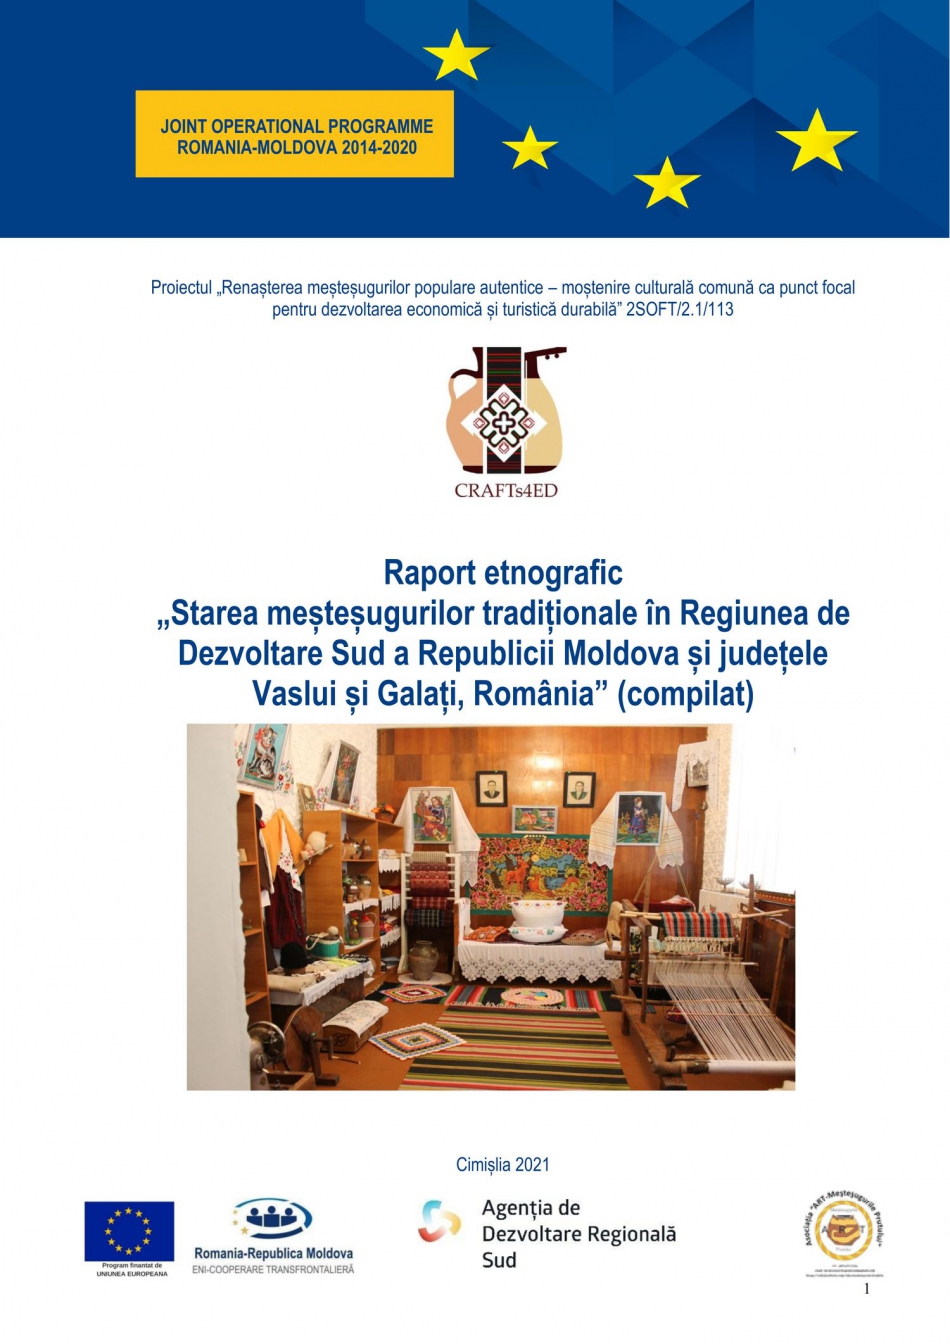 JOINT OPERATIONAL PROGRAMME
ROMANIA-MOLDOVA 2014-2020
Proiectul „Renașterea meșteșugurilor populare autentice – moștenire culturală comună ca punct focal
pentru dezvoltarea economică și turistică durabilă” 2SOFT/2.1/113
CRAFTs4ED
Raport etnografic
„Starea meșteșugurilor tradiționale în Regiunea de
Dezvoltare Sud a Republicii Moldova și județele
Vaslui și Galați, România” (compilat)
Cimișlia 2021
Program finantat de
UNIUNEA EUROPEANA
Romania-Republica Moldova
ENI-COOPERARE TRANSFRONTALIERĂ
Agenția de
Dezvoltare Regională
Sud
Asociația "ART-Meșteșugurile Prutului"
ART
1